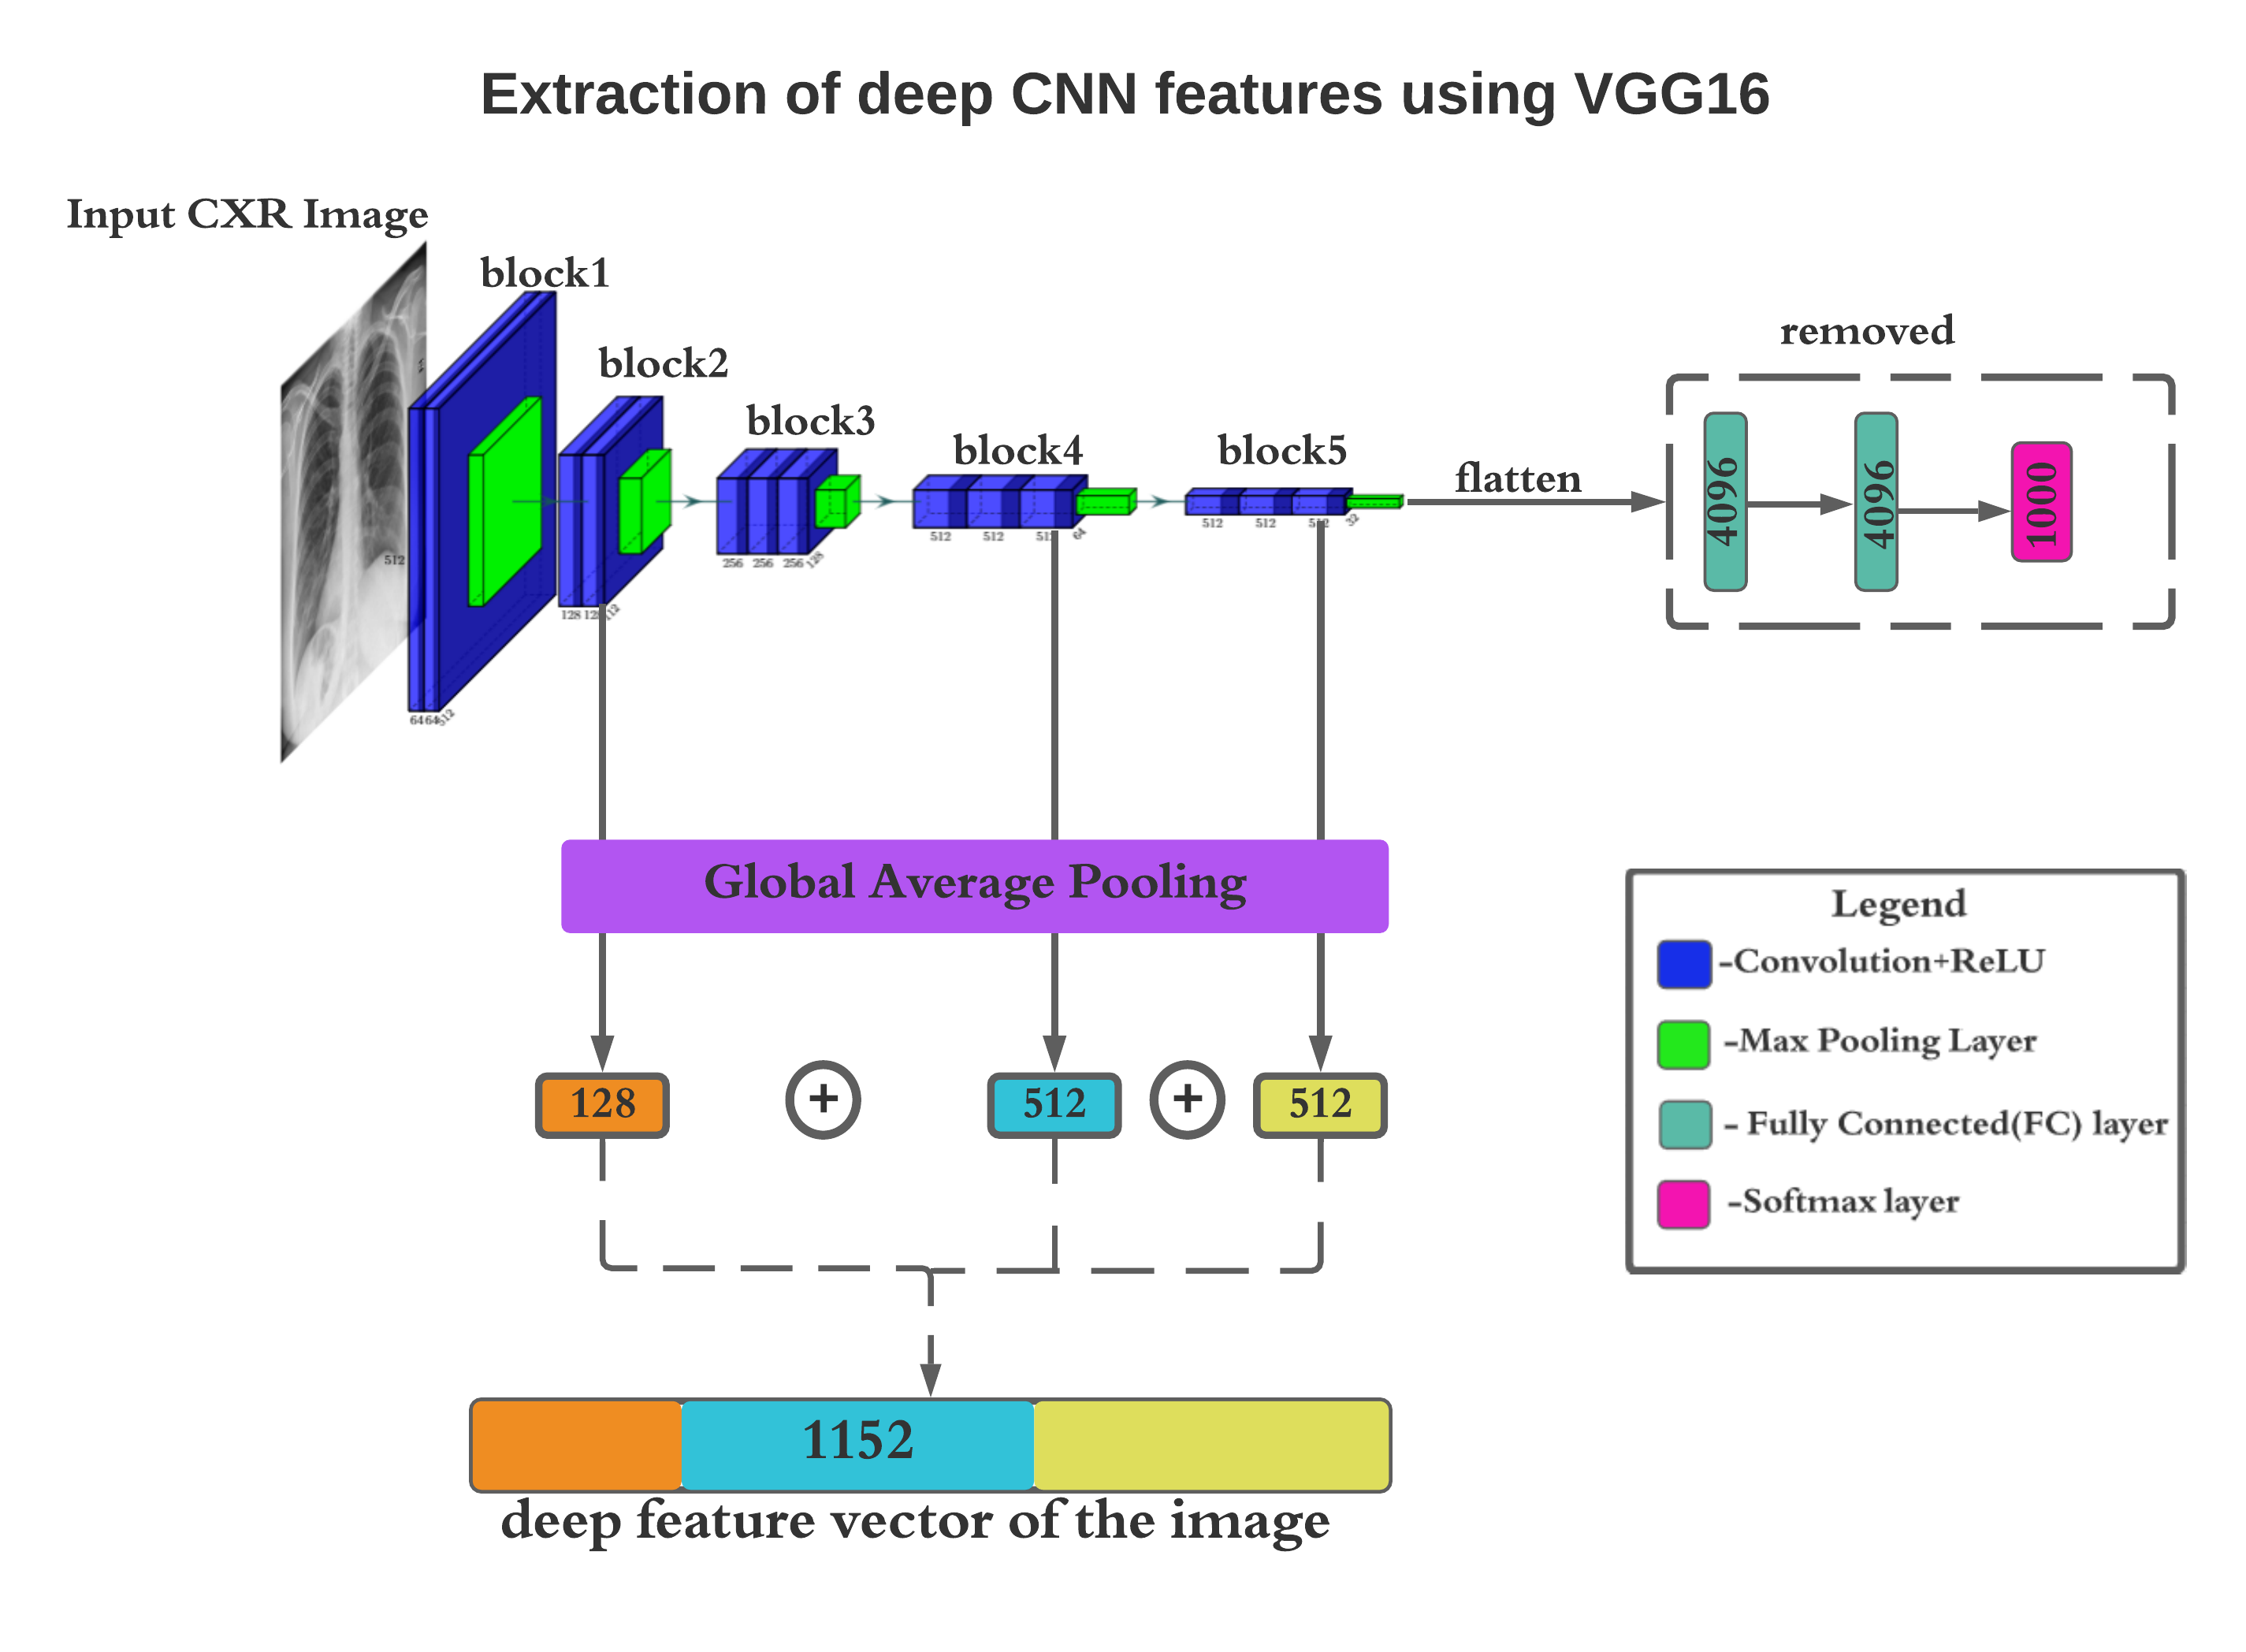 Extraction of deep CNN features using VGG16
Input CXR Image
block1
block2
block3
block4
block5
flatten
removed
4096
4096
1000
512
64 64 512
128
256 256 256 128
512 512 64
512 512 512 32
Global Average Pooling
128 + 512 + 512
1152
deep feature vector of the image
Legend
-Convolution+ReLU
-Max Pooling Layer
- Fully Connected(FC) layer
-Softmax layer